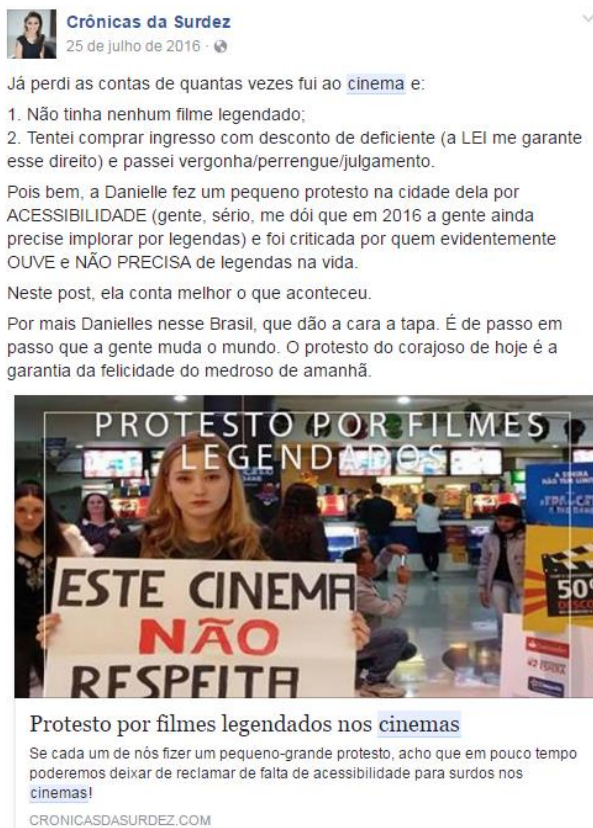 Crônicas da Surdez
25 de julho de 2016 ·
Já perdi as contas de quantas vezes fui ao cinema e:
1. Não tinha nenhum filme legendado;
2. Tentei comprar ingresso com desconto de deficiente (a LEI me garante
esse direito) e passei vergonha/perrengue/julgamento.
Pois bem, a Danielle fez um pequeno protesto na cidade dela por
ACESSIBILIDADE (gente, sério, me dói que em 2016 a gente ainda
precise implorar por legendas) e foi criticada por quem evidentemente
OUVE e NÃO PRECISA de legendas na vida.
Neste post, ela conta melhor o que aconteceu.
Por mais Danielles nesse Brasil, que dão a cara a tapa. É de passo em
passo que a gente muda o mundo. O protesto do corajoso de hoje é a
garantia da felicidade do medroso de amanhã.
PROTESTO POR FILMES
LEGENDADOS
ESTE CINEMA
NÃO
RESPEITA
50%
Protesto por filmes legendados nos cinemas
Se cada um de nós fizer um pequeno-grande protesto, acho que em pouco tempo
poderemos deixar de reclamar de falta de acessibilidade para surdos nos
cinemas!
CRONICASDASURDEZ.COM